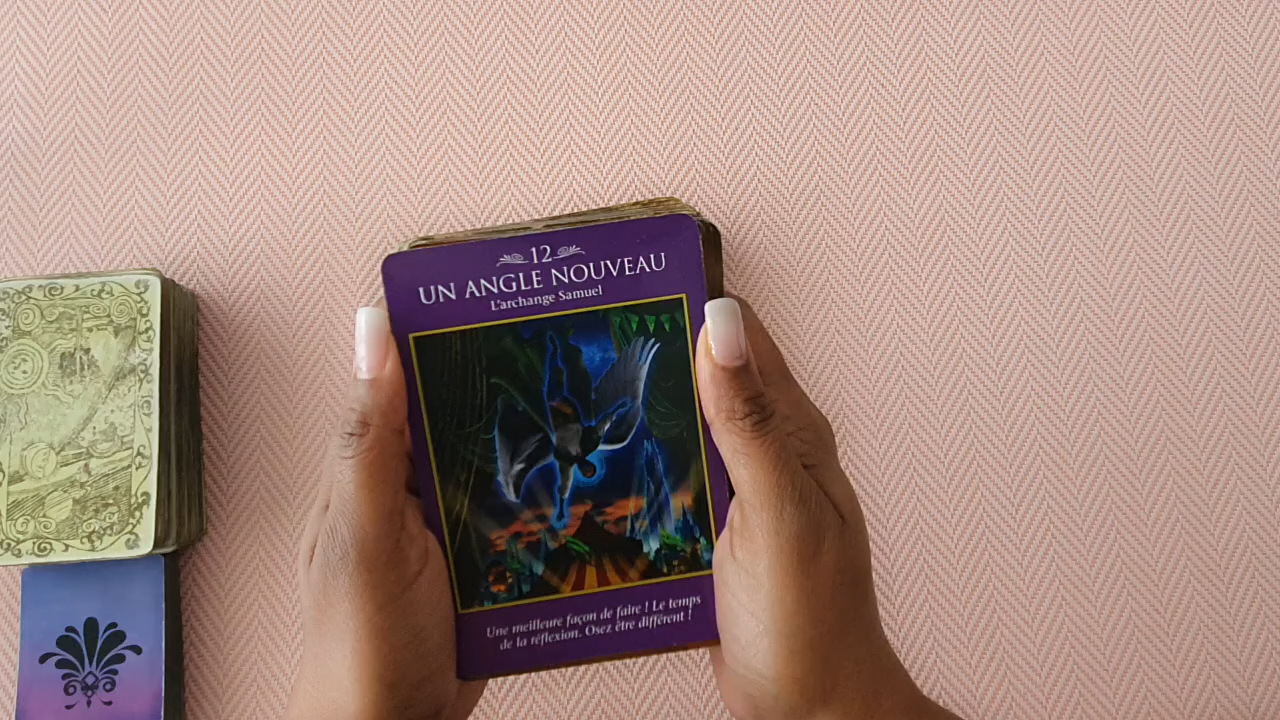 12
UN ANGLE NOUVEAU
L'archange Samuel
Une meilleure façon de faire ! Le temps
de la réflexion. Osez être différent !